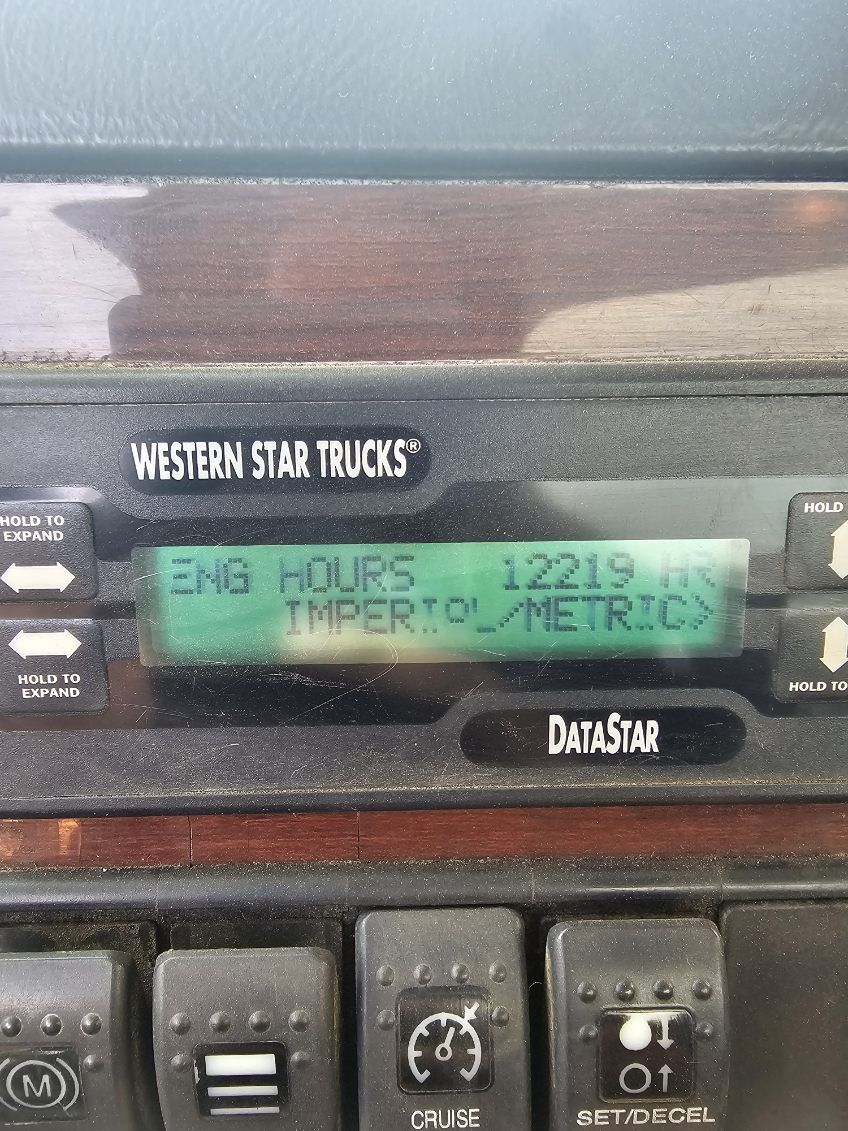 WESTERN STAR TRUCKS®
HOLD TO
EXPAND
HOLD
ENG HOURS 12219 HR
IMPERIAL/METRIC>
HOLD TO
EXPAND
HOLD TO
DATASTAR
M
CRUISE
SET/DECEL